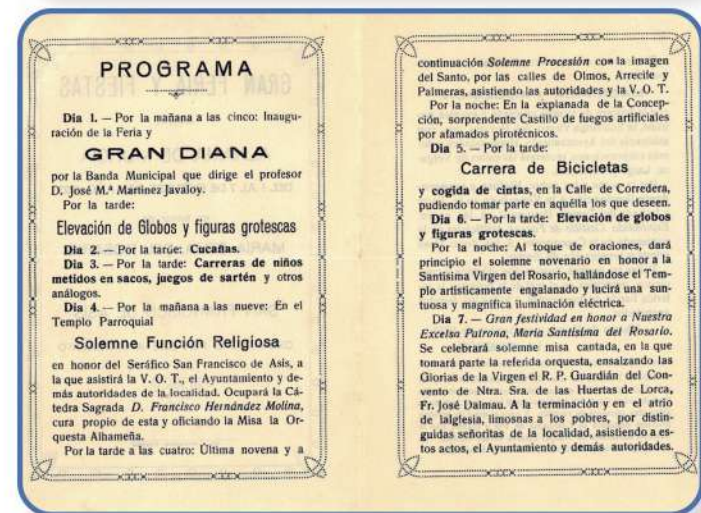 PROGRAMA
Dia 1. — Por la mañana a las cinco: Inaugu-
ración de la Feria y
GRAN DIANA
por la Banda Municipal que dirige el profesor
D. José M.ª Martinez Javaloy.
Por la tarde:
Elevación de Globos y figuras grotescas
Dia 2. — Por la tarde: Cucañas.
Dia 3. — Por la tarde: Carreras de niños
metidos en sacos, juegos de sartén y otros
análogos.
Dia 4. — Por la mañana a las nueve: En el
Templo Parroquial
Solemne Función Religiosa
en honor del Seráfico San Francisco de Asis, a
la que asistirá la V. O. T., el Ayuntamiento y de-
más autoridades de la localidad. Ocupará la Cá-
tedra Sagrada D. Francisco Hernández Molina,
cura propio de esta y oficiando la Misa la Or-
questa Alhameña.
Por la tarde a las cuatro: Última novena y a
continuación Solemne Procesión con la imagen
del Santo, por las calles de Olmos, Arrecife y
Palmeras, asistiendo las autoridades y la V. O. T.
Por la noche: En la explanada de la Concep-
ción, sorprendente Castillo de fuegos artificiales
por afamados pirotécnicos.
Dia 5. — Por la tarde:
Carrera de Bicicletas
y cogida de cintas, en la Calle de Corredera,
pudiendo tomar parte en aquélla los que deseen.
Dia 6. — Por la tarde: Elevación de globos
y figuras grotescas.
Por la noche: Al toque de oraciones, dará
principio el solemne novenario en honor a la
Santisima Virgen del Rosario, hallándose el Tem-
plo artisticamente engalanado y lucirá una sun-
tuosa y magnifica iluminación eléctrica.
Dia 7. — Gran festividad en honor a Nuestra
Excelsa Patrona, Maria Santisima del Rosario.
Se celebrará solemne misa cantada, en la que
tomará parte la referida orquesta, ensalzando las
Glorias de la Virgen el R. P. Guardián del Con-
vento de Ntra. Sra. de las Huertas de Lorca,
Fr. José Dalmau. A la terminación y en el atrio
de laIglesia, limosnas a los pobres, por distin-
guidas señoritas de la localidad, asistiendo a es-
tos actos, el Ayuntamiento y demás autoridades.